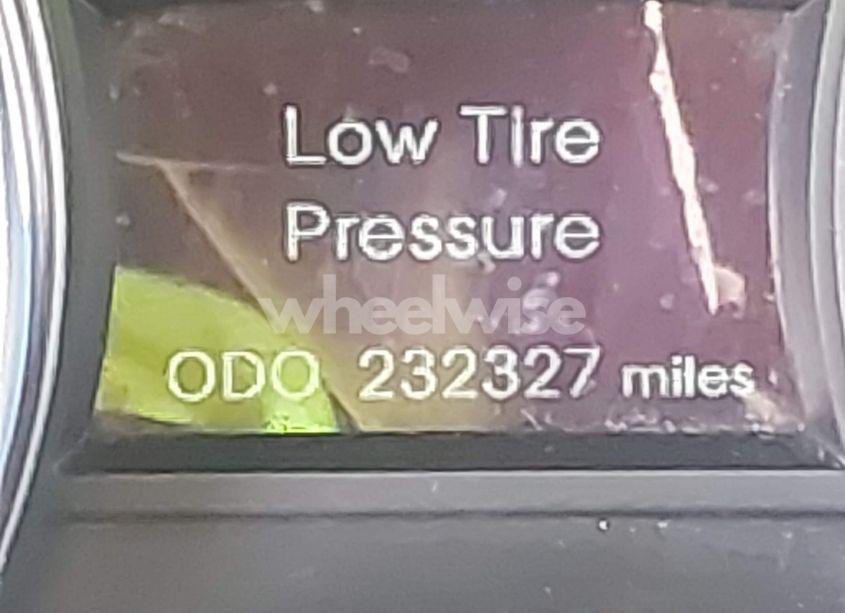 Low Tire
Pressure
wheelwise
ODO 232327 miles